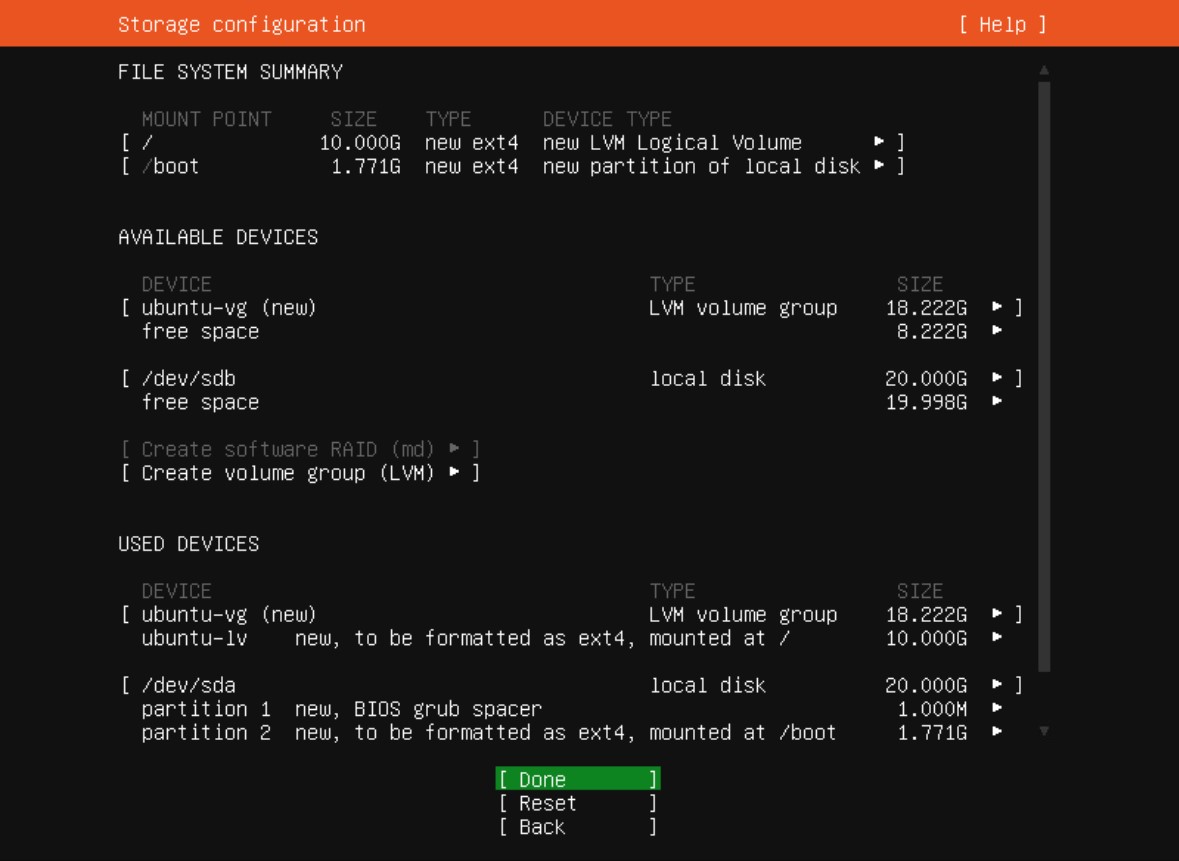 Storage configuration [ Help ]
FILE SYSTEM SUMMARY
MOUNT POINT SIZE TYPE DEVICE TYPE
[ / 10.000G new ext4 new LVM Logical Volume ▸ ]
[ /boot 1.771G new ext4 new partition of local disk ▸ ]
AVAILABLE DEVICES
DEVICE TYPE SIZE
[ ubuntu-vg (new) LVM volume group 18.222G ▸ ]
free space 8.222G ▸
[ /dev/sdb local disk 20.000G ▸ ]
free space 19.998G ▸
[ Create software RAID (md) ▸ ]
[ Create volume group (LVM) ▸ ]
USED DEVICES
DEVICE TYPE SIZE
[ ubuntu-vg (new) LVM volume group 18.222G ▸ ]
ubuntu-lv new, to be formatted as ext4, mounted at / 10.000G ▸
[ /dev/sda local disk 20.000G ▸ ]
partition 1 new, BIOS grub spacer 1.000M ▸
partition 2 new, to be formatted as ext4, mounted at /boot 1.771G ▸
[ Done ]
[ Reset ]
[ Back ]